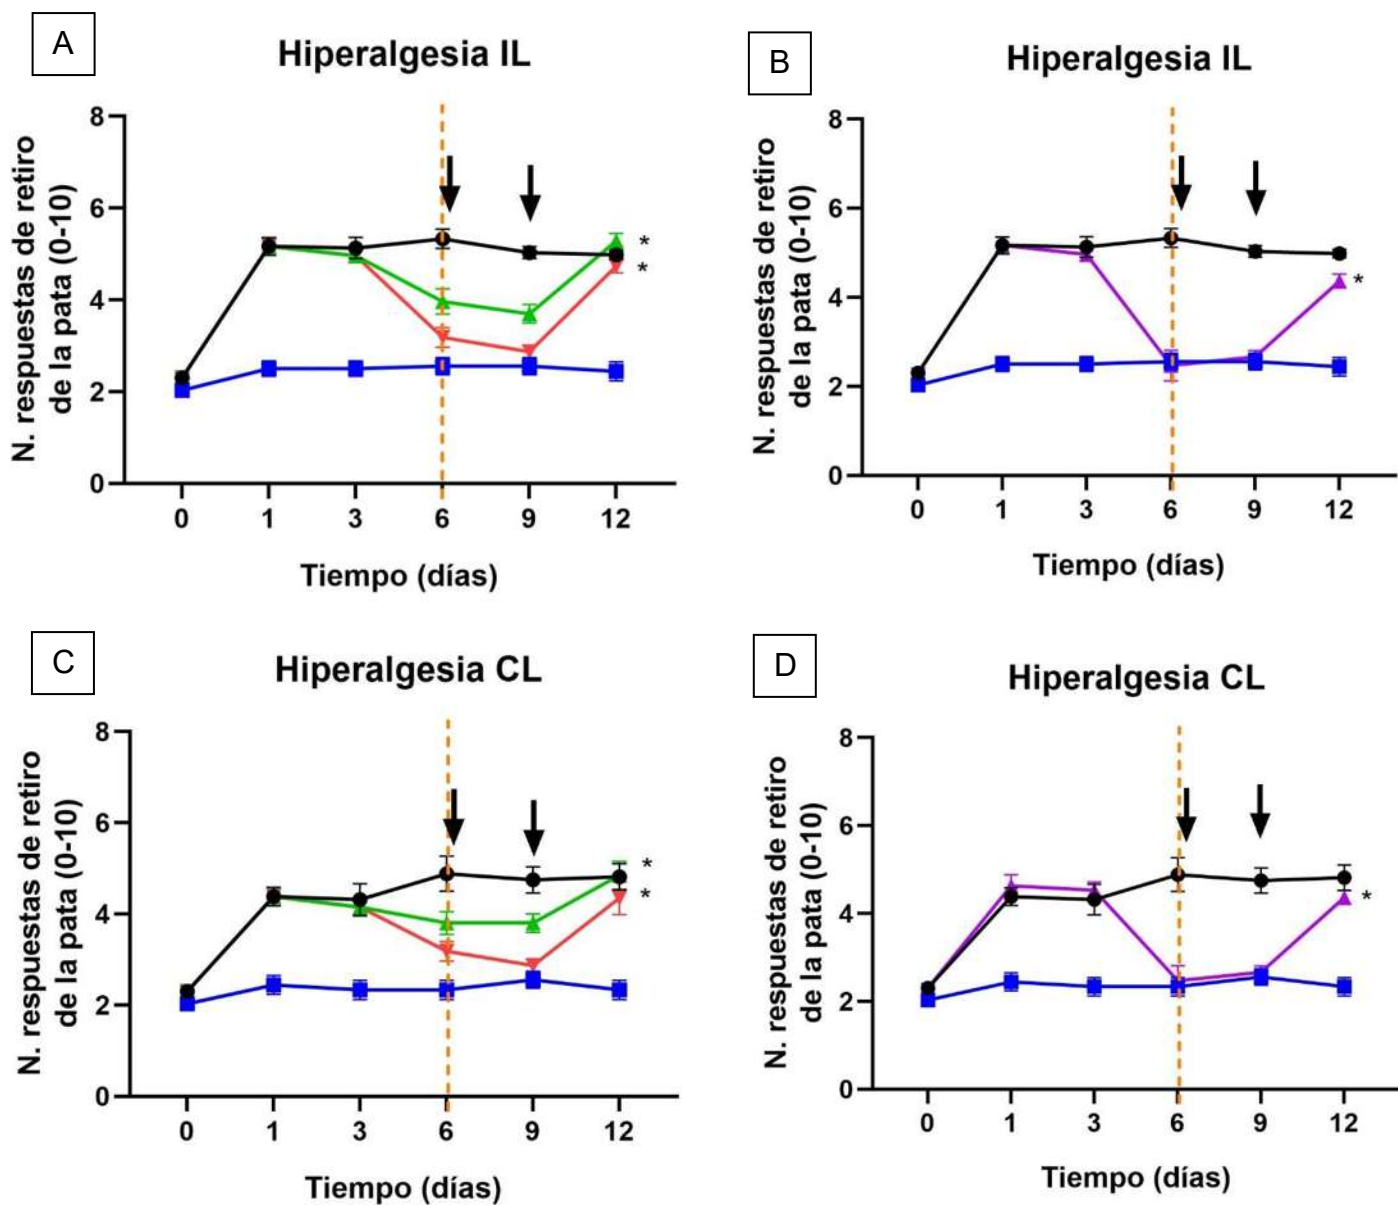 A
Hiperalgesia IL
N. respuestas de retiro
de la pata (0-10)
8
6
4
2
0
*
*
0 1 3 6 9 12
Tiempo (días)
B
Hiperalgesia IL
N. respuestas de retiro
de la pata (0-10)
8
6
4
2
0
*
0 1 3 6 9 12
Tiempo (días)
C
Hiperalgesia CL
N. respuestas de retiro
de la pata (0-10)
8
6
4
2
0
*
*
0 1 3 6 9 12
Tiempo (días)
D
Hiperalgesia CL
N. respuestas de retiro
de la pata (0-10)
8
6
4
2
0
*
0 1 3 6 9 12
Tiempo (días)